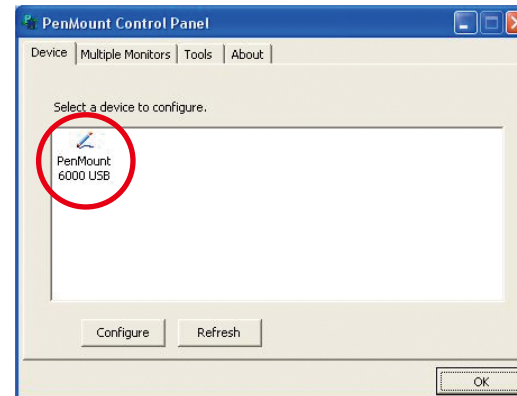 PenMount Control Panel
Device Multiple Monitors Tools About
Select a device to configure.
PenMount
6000 USB
Configure Refresh
OK